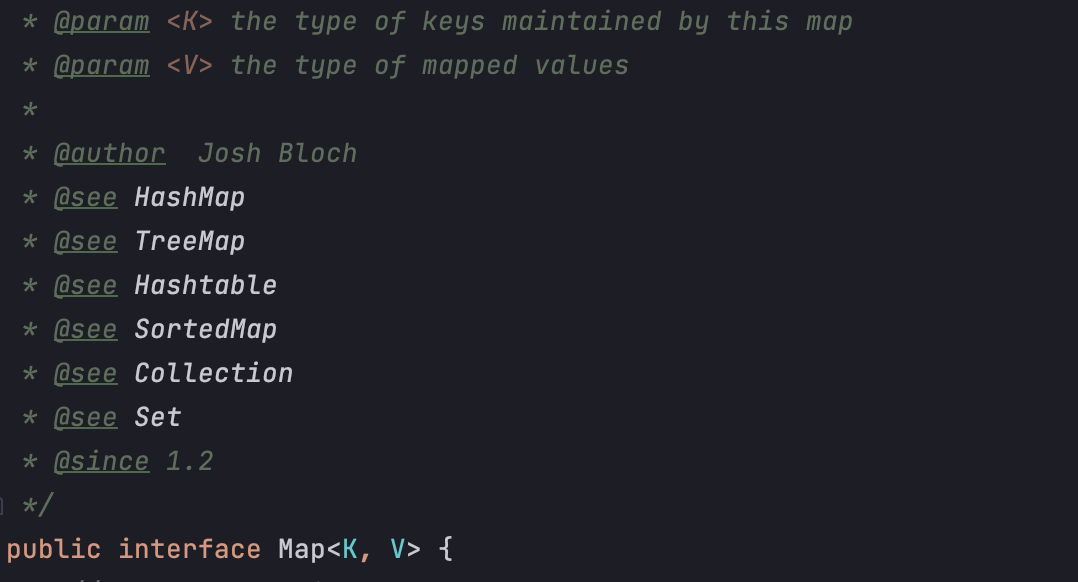 * @param <K> the type of keys maintained by this map
* @param <V> the type of mapped values
*
* @author  Josh Bloch
* @see HashMap
* @see TreeMap
* @see Hashtable
* @see SortedMap
* @see Collection
* @see Set
* @since 1.2
*/
public interface Map<K, V> {